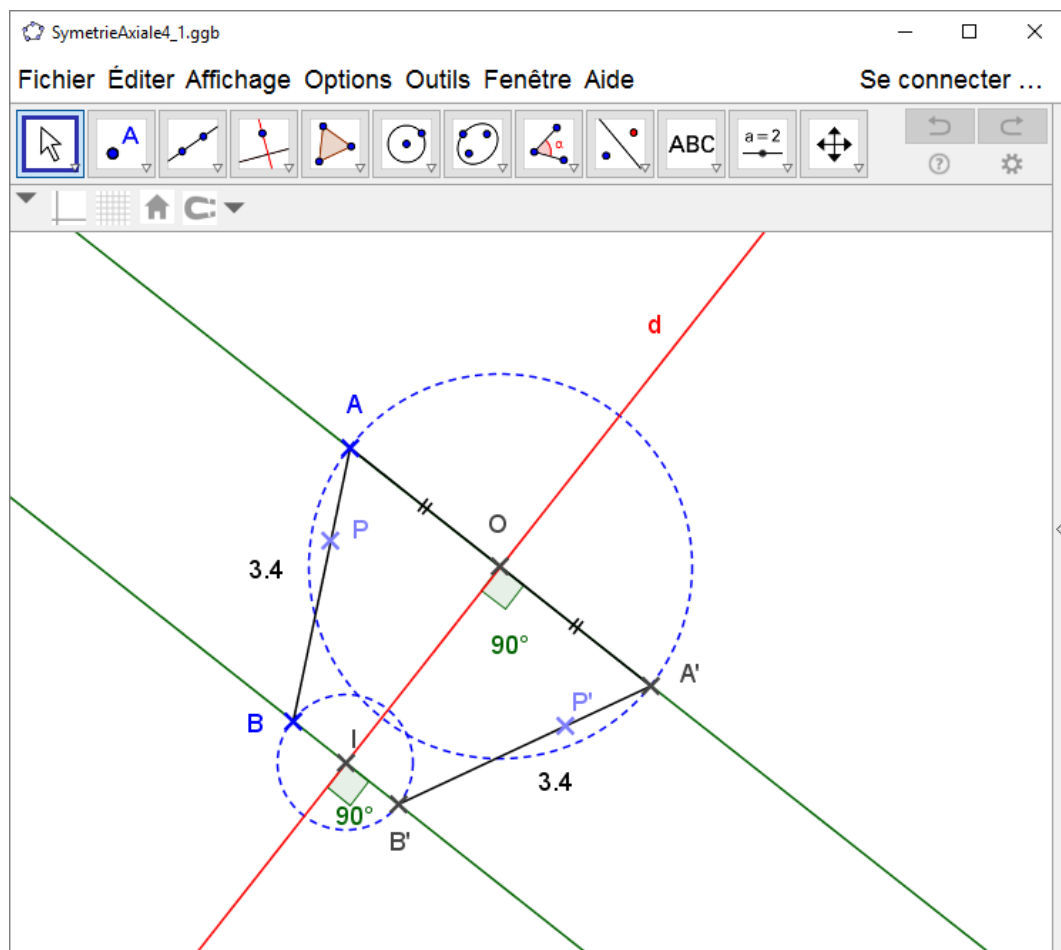 SymetrieAxiale4_1.ggb
Fichier Éditer Affichage Options Outils Fenêtre Aide Se connecter ...
A α ABC a = 2
d
A
O
P
3.4
90°
A'
P'
B
I
3.4
90°
B'